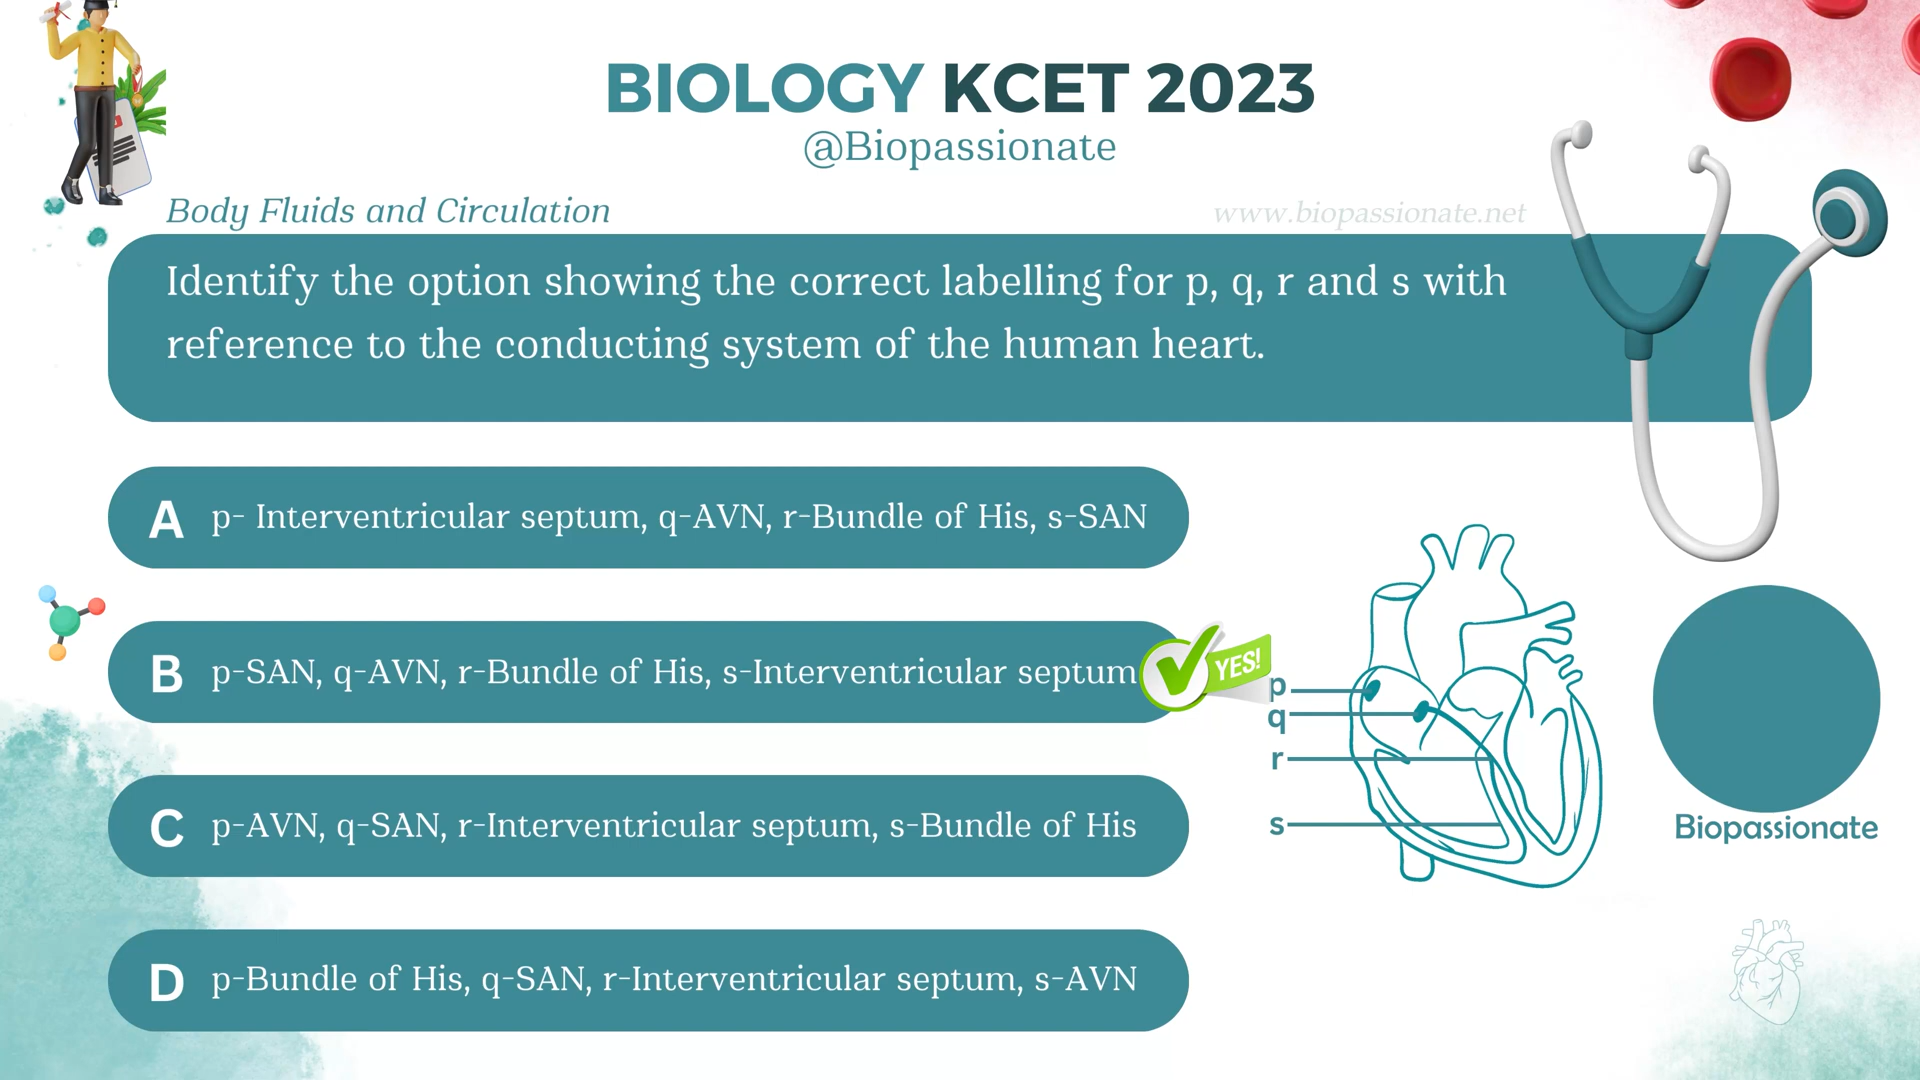 BIOLOGY KCET 2023
@Biopassionate
Body Fluids and Circulation
www.biopassionate.net
Identify the option showing the correct labelling for p, q, r and s with
reference to the conducting system of the human heart.
A p- Interventricular septum, q-AVN, r-Bundle of His, s-SAN
B p-SAN, q-AVN, r-Bundle of His, s-Interventricular septum
YES!
C p-AVN, q-SAN, r-Interventricular septum, s-Bundle of His
D p-Bundle of His, q-SAN, r-Interventricular septum, s-AVN
p
q
r
s
Biopassionate